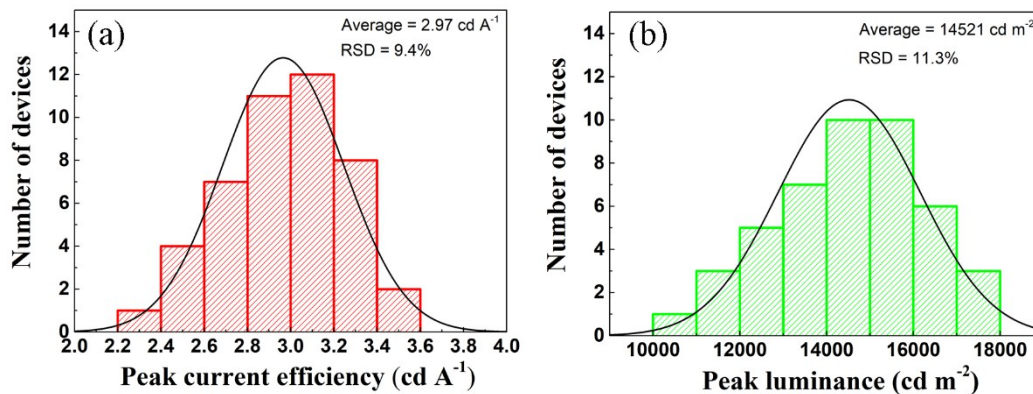 (a)
Average = 2.97 cd A⁻¹
RSD = 9.4%
Number of devices
14
12
10
8
6
4
2
0
2.0 2.2 2.4 2.6 2.8 3.0 3.2 3.4 3.6 3.8 4.0
Peak current efficiency (cd A⁻¹)
(b)
Average = 14521 cd m⁻²
RSD = 11.3%
Number of devices
14
12
10
8
6
4
2
0
10000 12000 14000 16000 18000
Peak luminance (cd m⁻²)